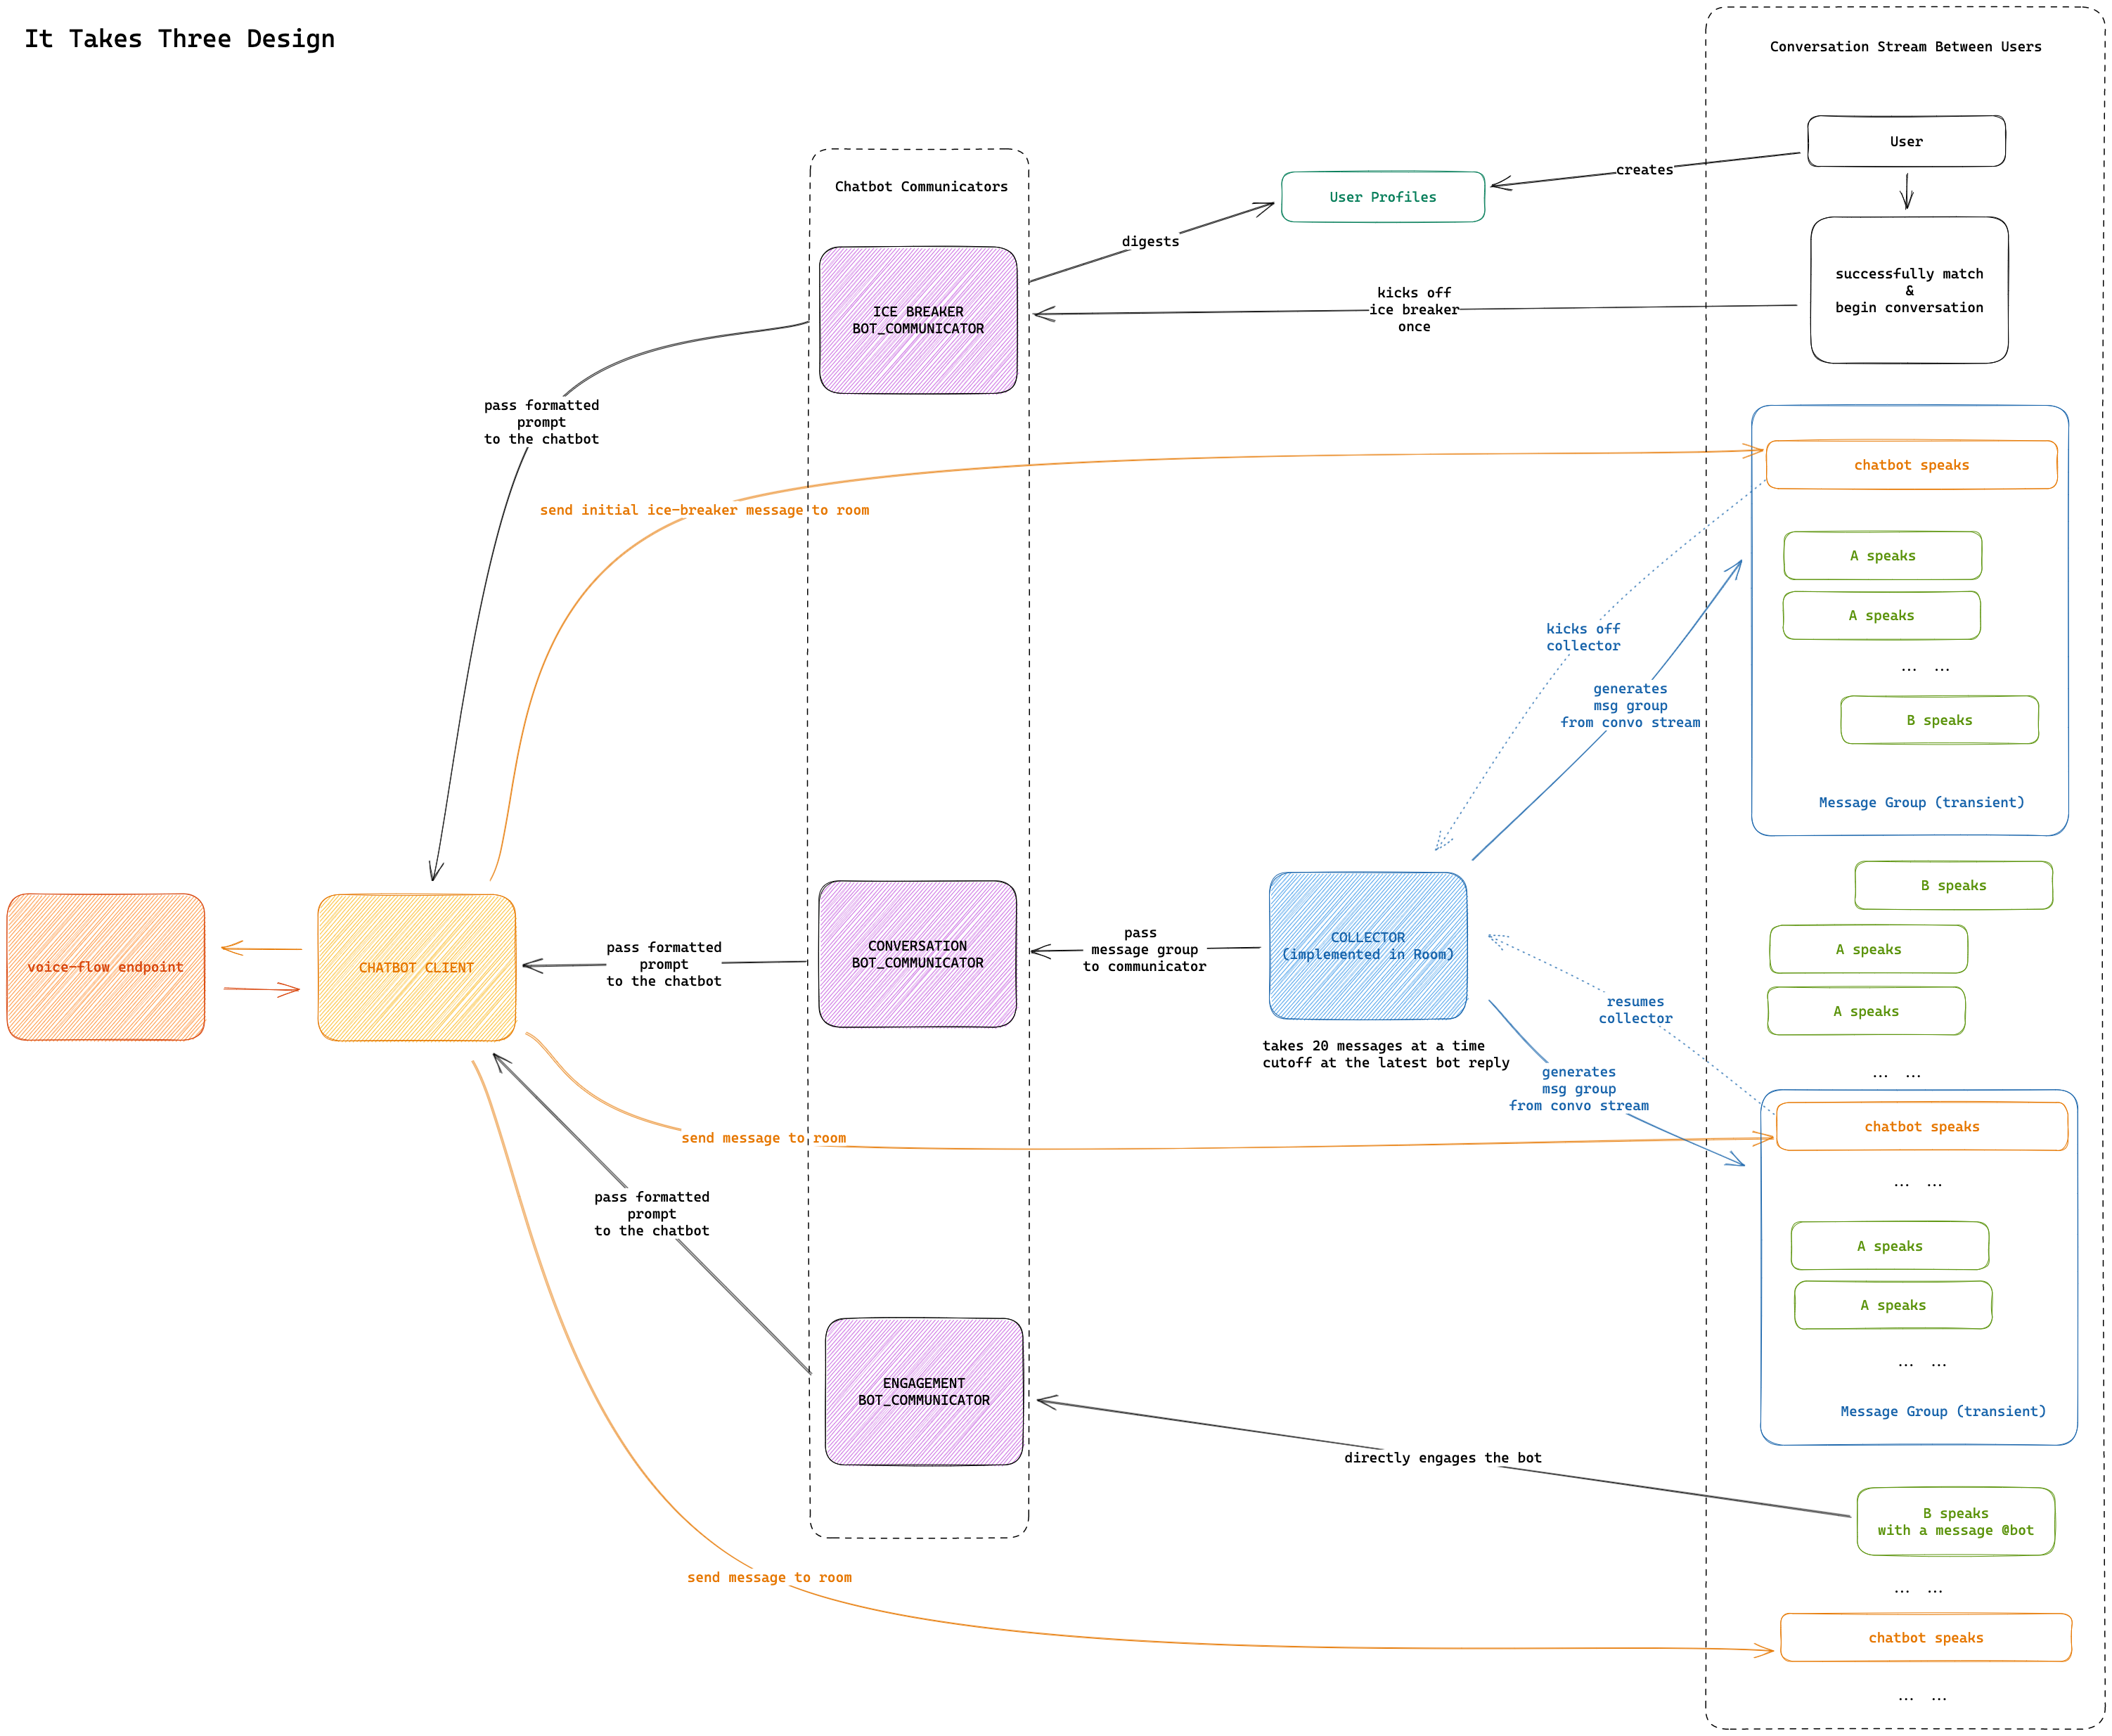 It Takes Three Design
Conversation Stream Between Users
User
creates
User Profiles
Chatbot Communicators
digests
successfully match
&
begin conversation
kicks off
ice breaker
once
ICE BREAKER
BOT_COMMUNICATOR
pass formatted
prompt
to the chatbot
send initial ice-breaker message to room
chatbot speaks
A speaks
A speaks
... ...
B speaks
Message Group (transient)
kicks off
collector
generates
msg group
from convo stream
B speaks
A speaks
A speaks
... ...
voice-flow endpoint
CHATBOT CLIENT
pass formatted
prompt
to the chatbot
CONVERSATION
BOT_COMMUNICATOR
pass
message group
to communicator
COLLECTOR
(implemented in Room)
takes 20 messages at a time
cutoff at the latest bot reply
resumes
collector
generates
msg group
from convo stream
send message to room
chatbot speaks
... ...
A speaks
A speaks
... ...
Message Group (transient)
pass formatted
prompt
to the chatbot
ENGAGEMENT
BOT_COMMUNICATOR
directly engages the bot
B speaks
with a message @bot
... ...
send message to room
chatbot speaks
... ...